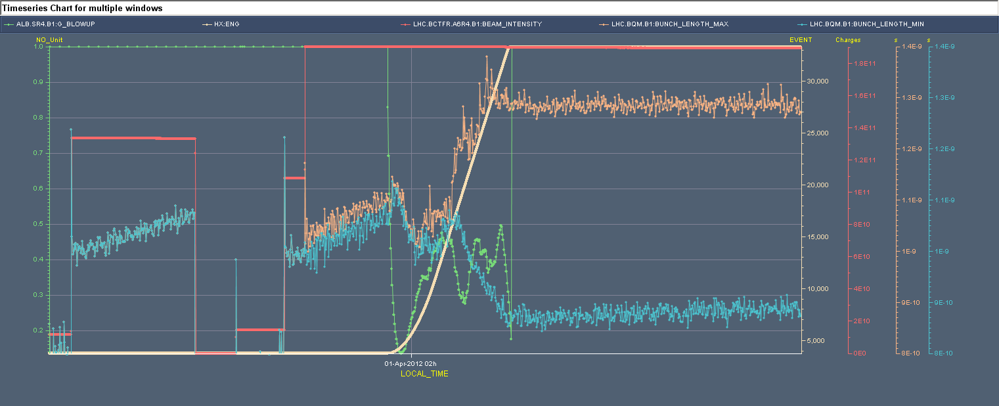 Timeseries Chart for multiple windows
ALB.SR4.B1:G_BLOWUP HX:ENG LHC.BCTFR.A6R4.B1:BEAM_INTENSITY LHC.BQM.B1:BUNCH_LENGTH_MAX LHC.BQM.B1:BUNCH_LENGTH_MIN
NO_Unit EVENT Charges s s
1.0 1.4E-9 1.4E-9
1.8E11
0.9 30,000
1.6E11 1.3E-9 1.3E-9
0.8 1.4E11
25,000
0.7 1.2E11 1.2E-9 1.2E-9
0.6 20,000 1E11 1.1E-9 1.1E-9
0.5 8E10
15,000
0.4 6E10 1E-9 1E-9
10,000 4E10
0.3 9E-10 9E-10
0.2 2E10
5,000
0E0 8E-10 8E-10
01-Apr-2012 02h
LOCAL_TIME